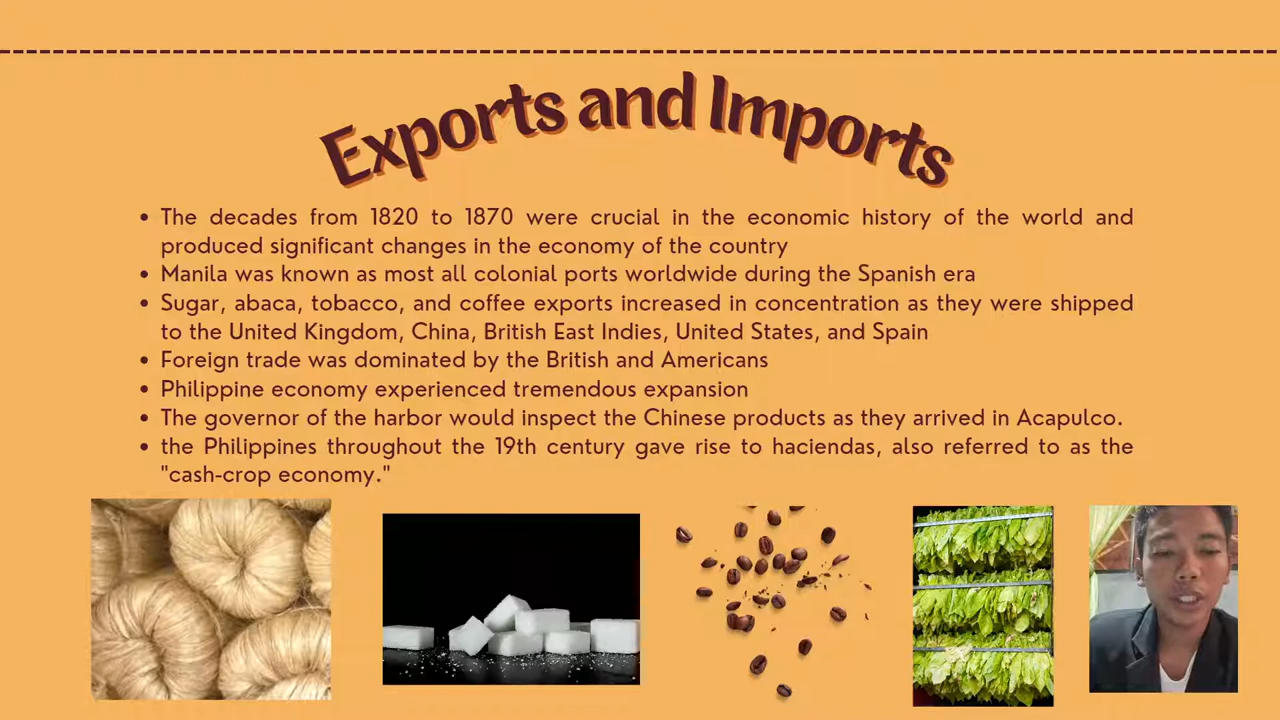 Exports and Imports
• The decades from 1820 to 1870 were crucial in the economic history of the world and
produced significant changes in the economy of the country
• Manila was known as most all colonial ports worldwide during the Spanish era
• Sugar, abaca, tobacco, and coffee exports increased in concentration as they were shipped
to the United Kingdom, China, British East Indies, United States, and Spain
• Foreign trade was dominated by the British and Americans
• Philippine economy experienced tremendous expansion
• The governor of the harbor would inspect the Chinese products as they arrived in Acapulco.
• the Philippines throughout the 19th century gave rise to haciendas, also referred to as the
"cash-crop economy."